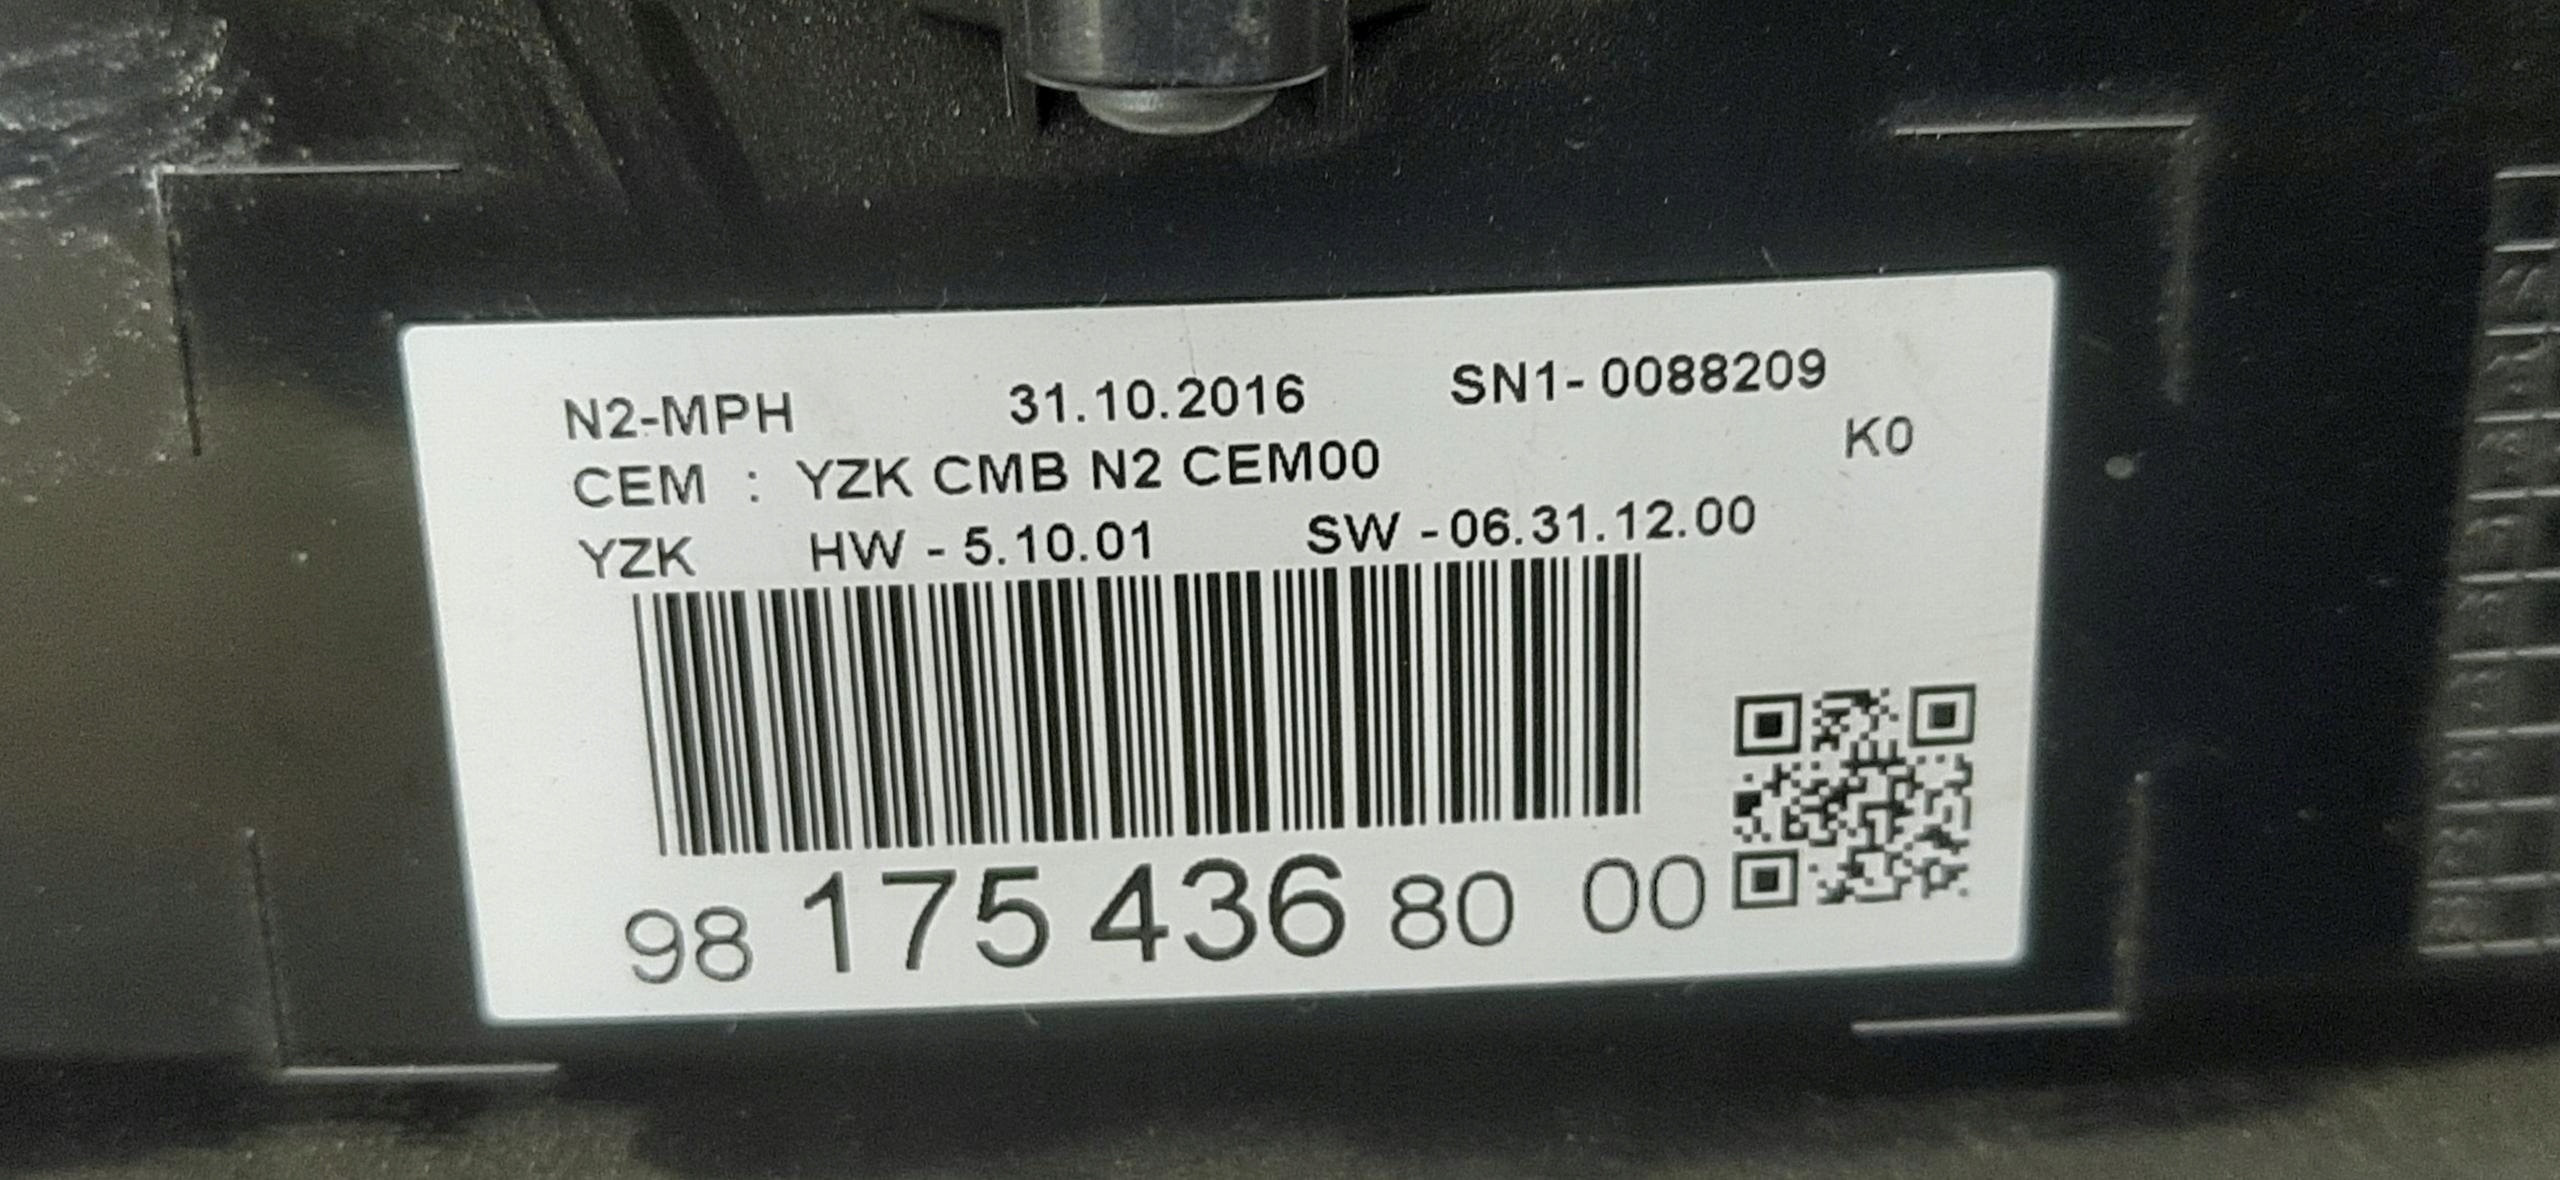 N2-MPH 31.10.2016 SN1- 0088209
K0
CEM : YZK CMB N2 CEM00
YZK HW - 5.10.01 SW -06.31.12.00
98 175 436 80 00